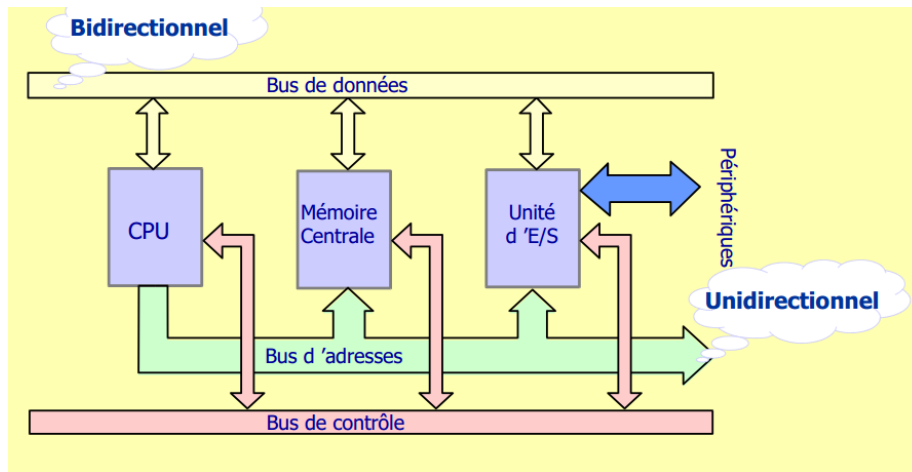 Bidirectionnel
Bus de données
CPU
Mémoire
Centrale
Unité
d ’E/S
Périphériques
Unidirectionnel
Bus d ’adresses
Bus de contrôle